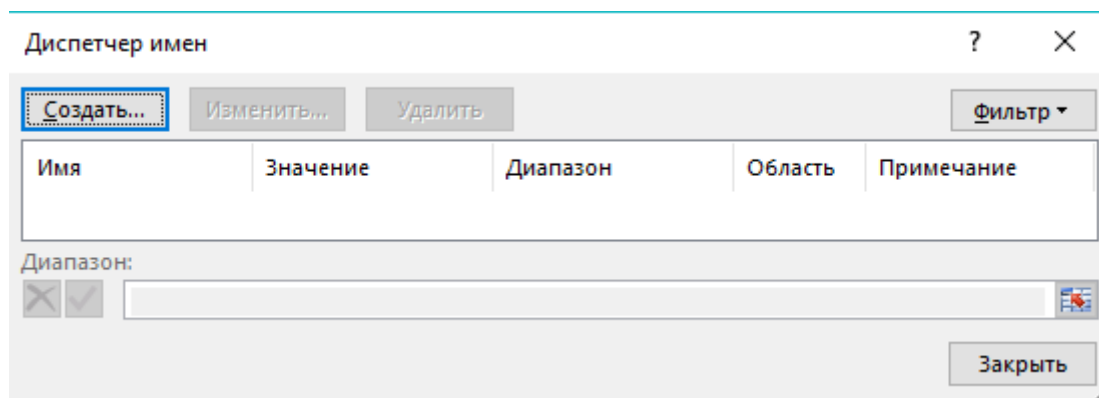 Диспетчер имен ?
Создать... Изменить... Удалить Фильтр
Имя Значение Диапазон Область Примечание
Диапазон:
Закрыть